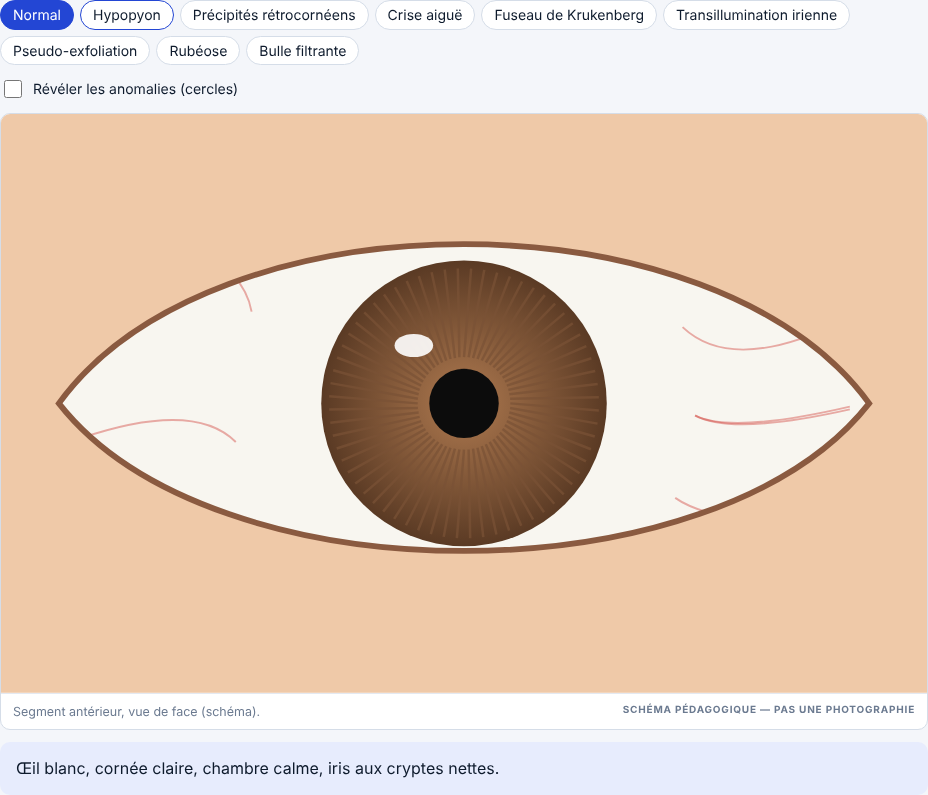 Normal Hypopyon Précipités rétrocornéens Crise aiguë Fuseau de Krukenberg Transillumination irienne
Pseudo-exfoliation Rubéose Bulle filtrante
Révéler les anomalies (cercles)
Segment antérieur, vue de face (schéma). SCHÉMA PÉDAGOGIQUE — PAS UNE PHOTOGRAPHIE
Œil blanc, cornée claire, chambre calme, iris aux cryptes nettes.